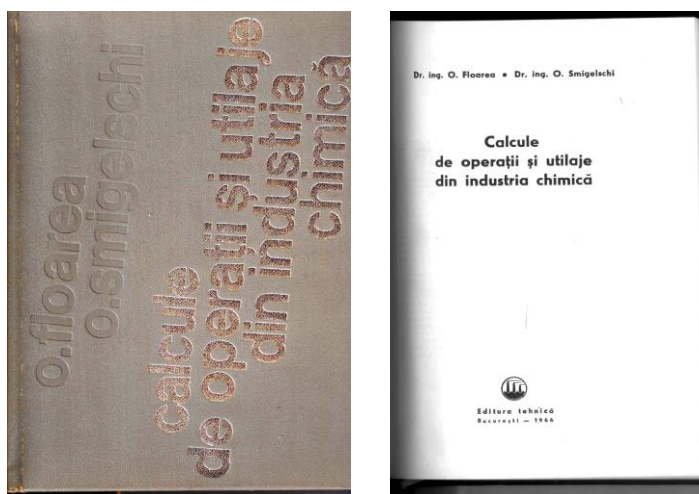 o.floarea
o.smigelschi
calcule
de operații și utilaje
din industria
chimică
Dr. ing. O. Floarea • Dr. ing. O. Smigelschi
Calcule
de operații și utilaje
din industria chimică
Editura tehnică
București — 1966